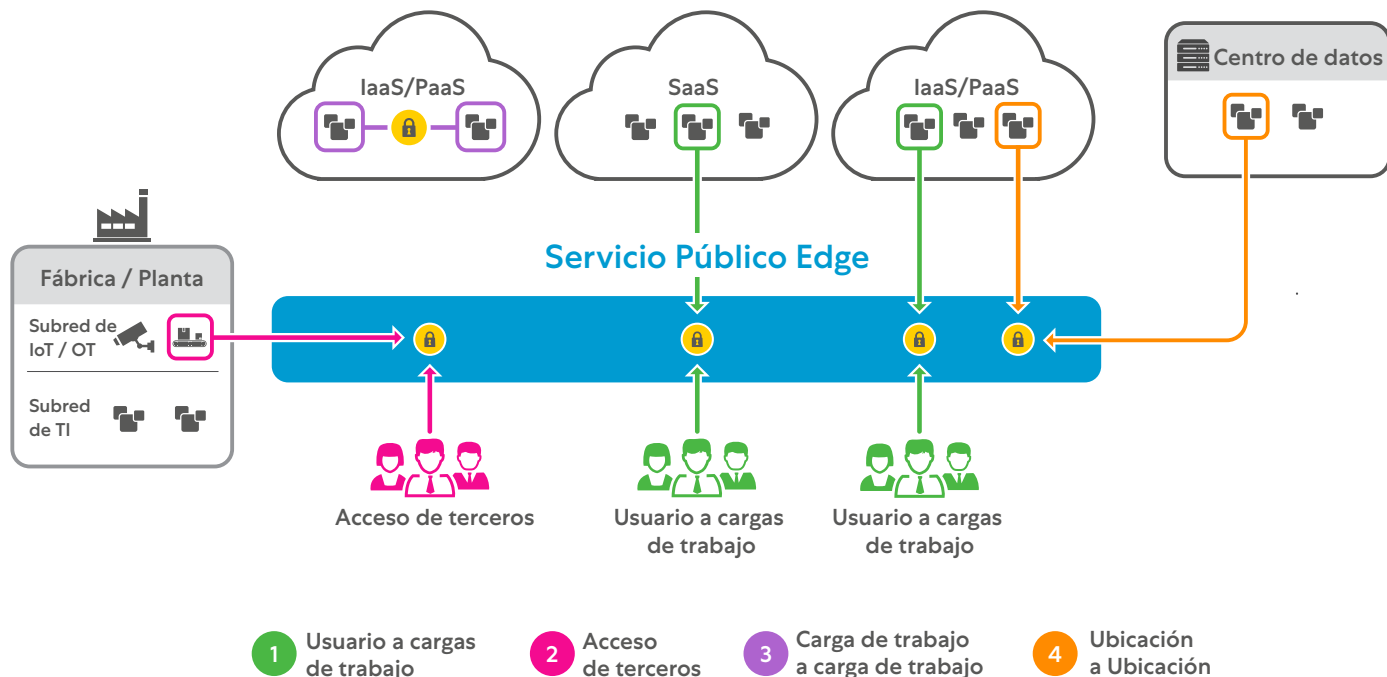 IaaS/PaaS
SaaS
IaaS/PaaS
Centro de datos
Servicio Público Edge
Fábrica / Planta
Subred de
IoT / OT
Subred
de TI
Acceso de terceros
Usuario a cargas
de trabajo
Usuario a cargas
de trabajo
1
Usuario a cargas
de trabajo
2
Acceso
de terceros
3
Carga de trabajo
a carga de trabajo
4
Ubicación
a Ubicación